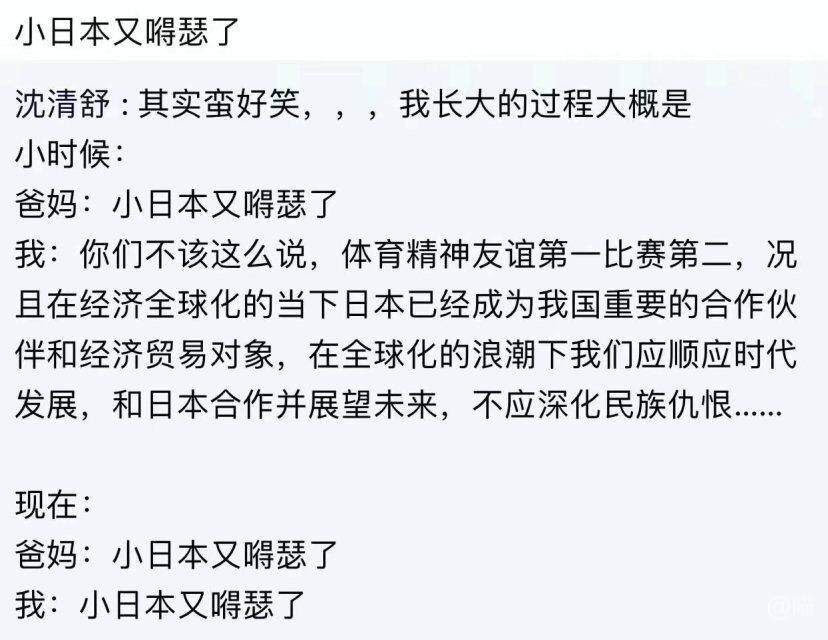 小日本又嘚瑟了
沈清舒：其实蛮好笑，，，我长大的过程大概是
小时候：
爸妈：小日本又嘚瑟了
我：你们不该这么说，体育精神友谊第一比赛第二，况
且在经济全球化的当下日本已经成为我国重要的合作伙
伴和经济贸易对象，在全球化的浪潮下我们应顺应时代
发展，和日本合作并展望未来，不应深化民族仇恨......
现在：
爸妈：小日本又嘚瑟了
我：小日本又嘚瑟了